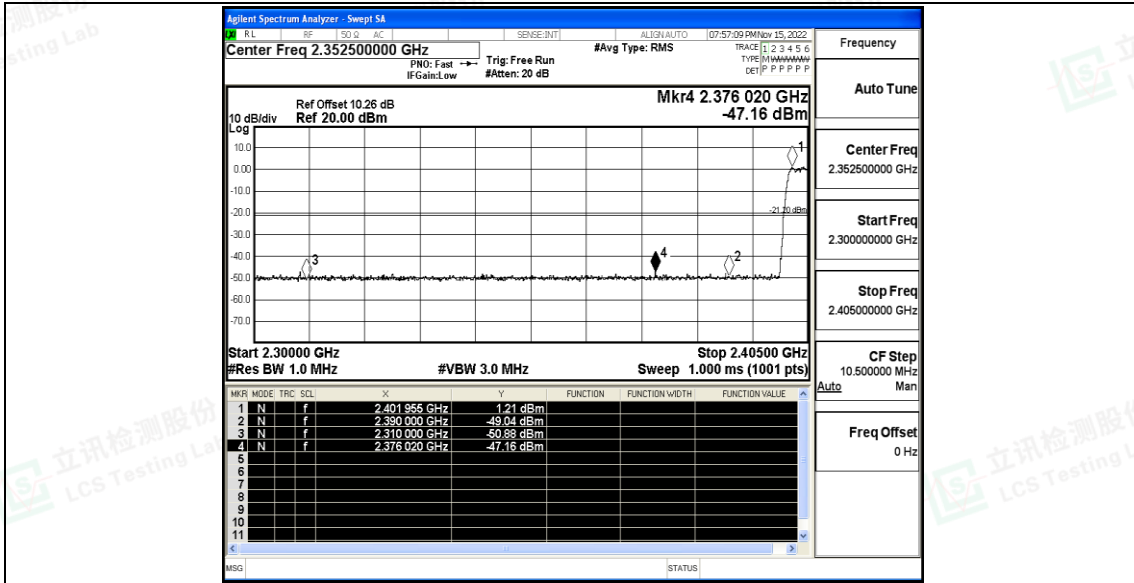 Agilent Spectrum Analyzer - Swept SA
RL RF 50 Ω AC SENSE:INT ALIGNAUTO 07:57:09 PM Nov 15, 2022
Center Freq 2.352500000 GHz
PNO: Fast
IFGain:Low
Trig: Free Run
#Atten: 20 dB
#Avg Type: RMS
TRACE 1 2 3 4 5 6
TYPE M
DET P P P P P P
Frequency
Auto Tune
Center Freq
2.352500000 GHz
Start Freq
2.300000000 GHz
Stop Freq
2.405000000 GHz
CF Step
10.500000 MHz
Auto Man
Freq Offset
0 Hz
Mkr4 2.376 020 GHz
-47.16 dBm
Ref Offset 10.26 dB
10 dB/div Ref 20.00 dBm
Log
10.0
0.00
-10.0
-20.0
-30.0
-40.0
-50.0
-60.0
-70.0
1
-21.20 dBm
3
4
2
Start 2.30000 GHz Stop 2.40500 GHz
#Res BW 1.0 MHz #VBW 3.0 MHz Sweep 1.000 ms (1001 pts)
MKR MODE TRC SCL X Y FUNCTION FUNCTION WIDTH FUNCTION VALUE
1 N f 2.401 955 GHz 1.21 dBm
2 N f 2.390 000 GHz -49.04 dBm
3 N f 2.310 000 GHz -50.88 dBm
4 N f 2.376 020 GHz -47.16 dBm
5
6
7
8
9
10
11
MSG STATUS
立讯检测股份
LCS Testing Lab
立讯检测股份
LCS Testing L